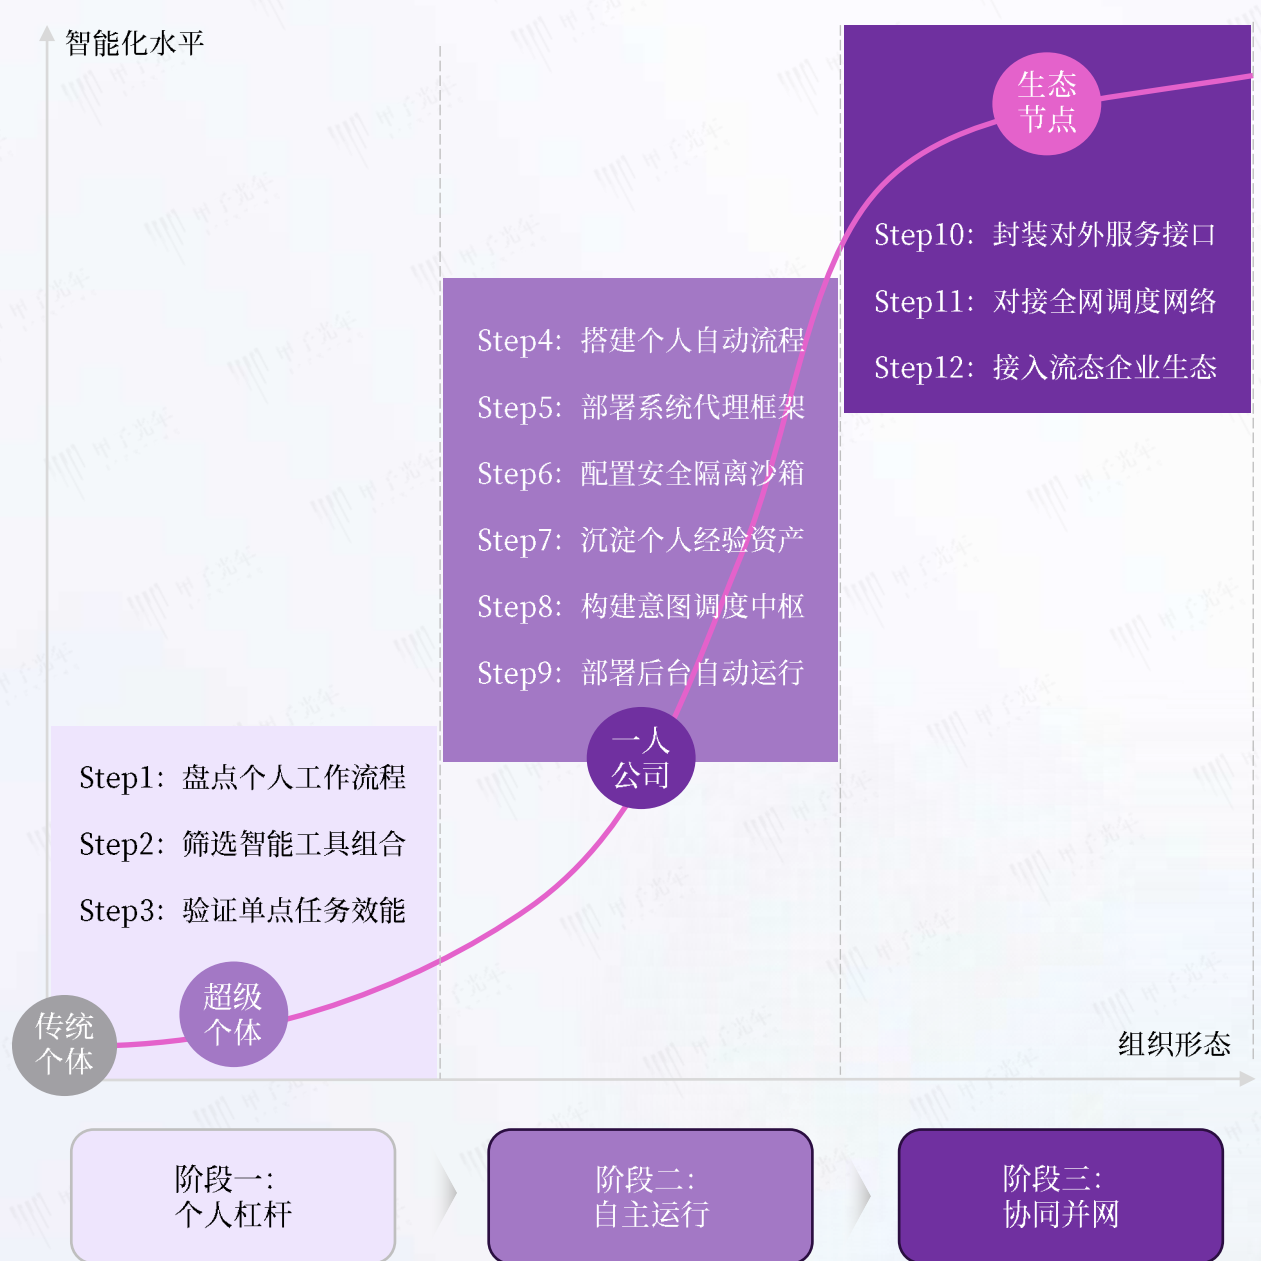 智能化水平
生态
节点
Step10：封装对外服务接口
Step11：对接全网调度网络
Step12：接入流态企业生态
Step4：搭建个人自动流程
Step5：部署系统代理框架
Step6：配置安全隔离沙箱
Step7：沉淀个人经验资产
Step8：构建意图调度中枢
Step9：部署后台自动运行
一人
公司
Step1：盘点个人工作流程
Step2：筛选智能工具组合
Step3：验证单点任务效能
超级
个体
传统
个体
组织形态
阶段一：
个人杠杆
阶段二：
自主运行
阶段三：
协同并网